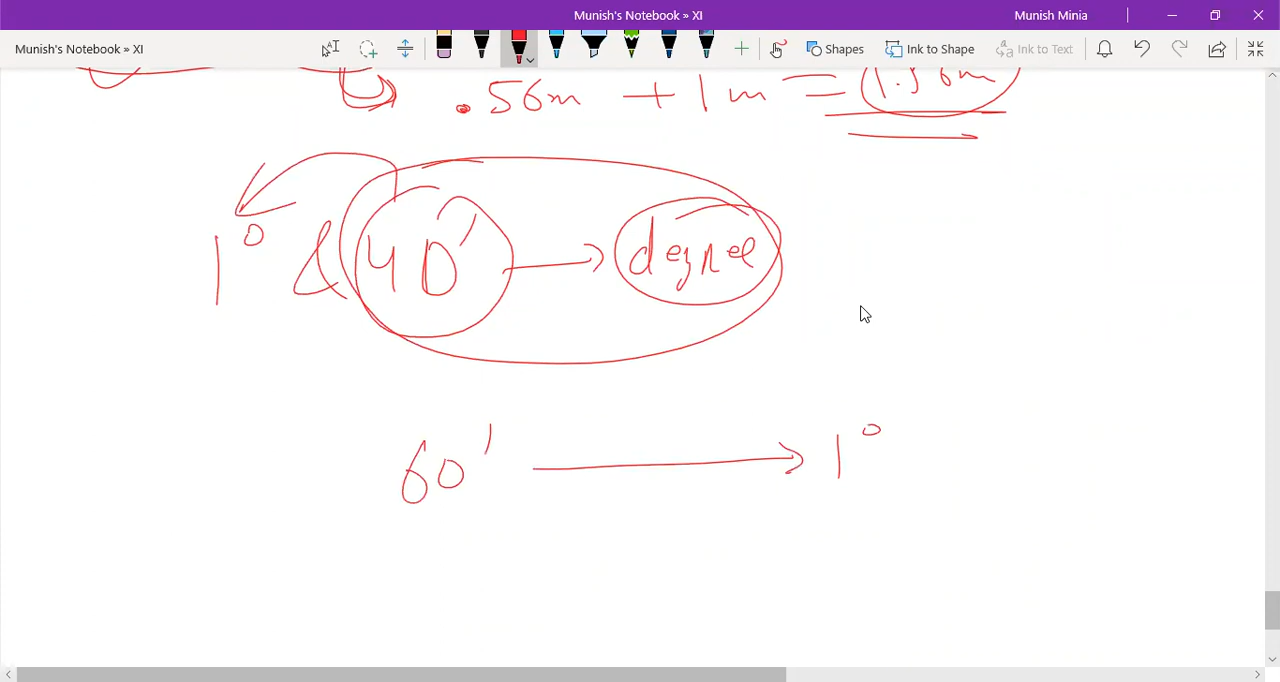 Munish's Notebook » XI
Munish Minia
Munish's Notebook » XI
Shapes
Ink to Shape
Ink to Text
.56m + 1m = 1.56m
1° & 40' → degree
60' → 1°